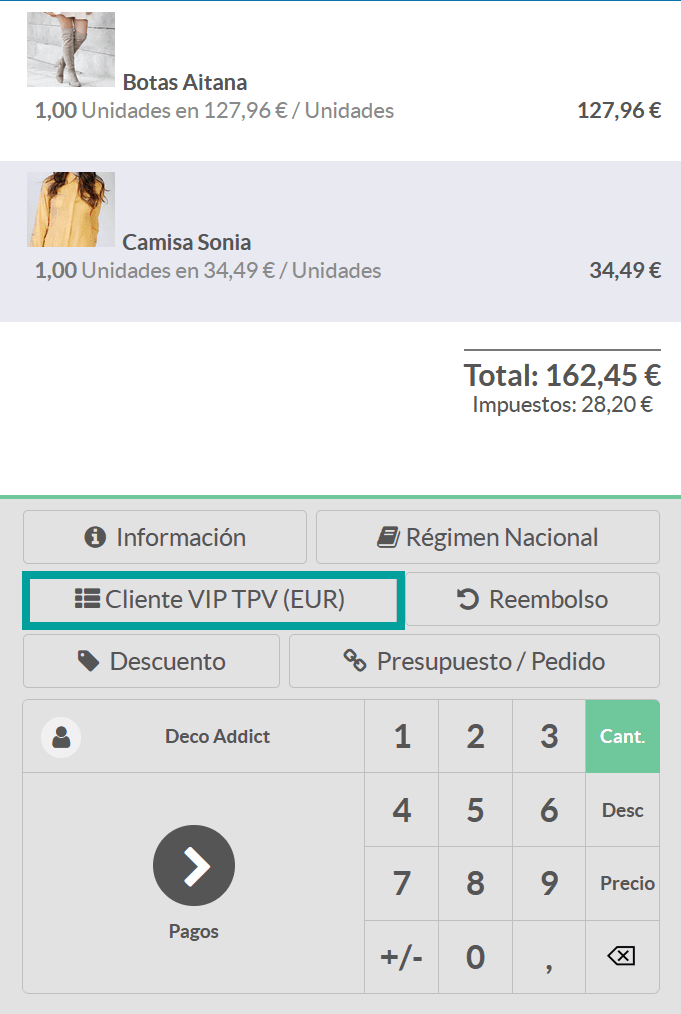 Botas Aitana
1,00 Unidades en 127,96 € / Unidades 127,96 €
Camisa Sonia
1,00 Unidades en 34,49 € / Unidades 34,49 €
Total: 162,45 €
Impuestos: 28,20 €
Información Régimen Nacional
Cliente VIP TPV (EUR) Reembolso
Descuento Presupuesto / Pedido
Deco Addict 1 2 3 Cant.
4 5 6 Desc
7 8 9 Precio
Pagos
+/- 0 ,